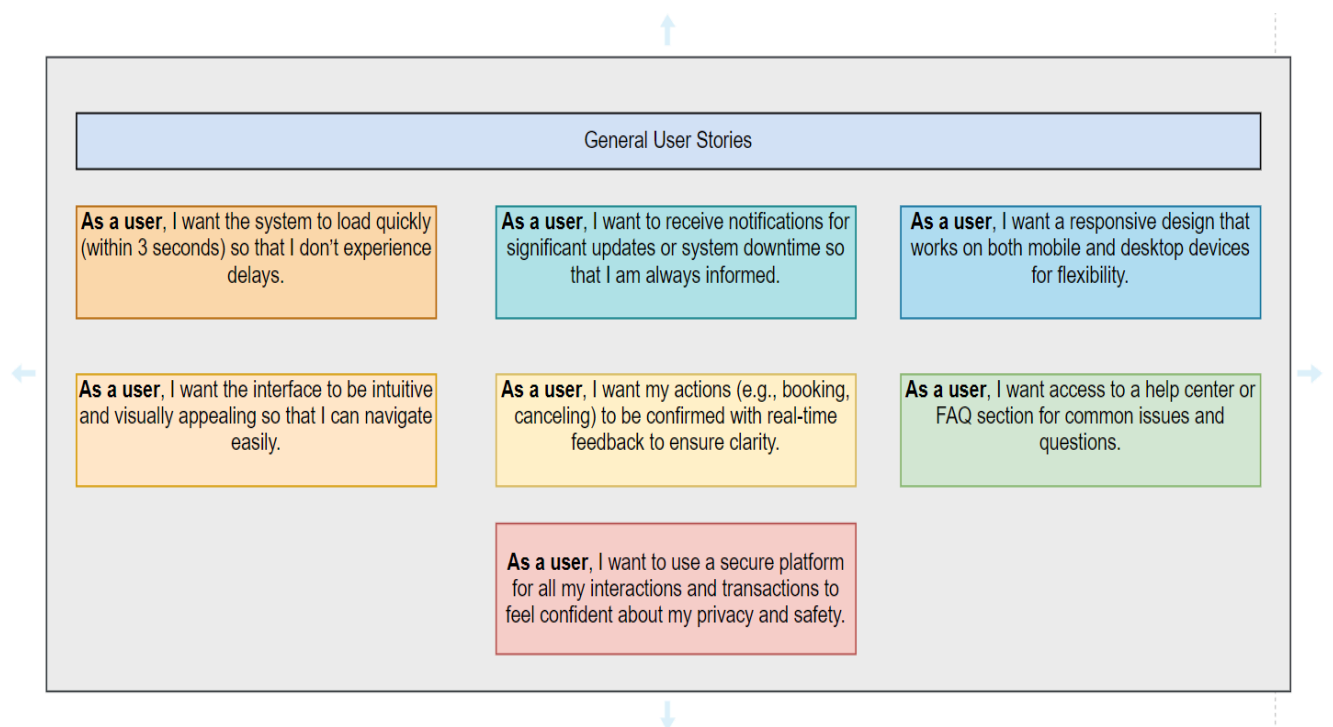 General User Stories
As a user, I want the system to load quickly
(within 3 seconds) so that I don’t experience
delays.
As a user, I want to receive notifications for
significant updates or system downtime so
that I am always informed.
As a user, I want a responsive design that
works on both mobile and desktop devices
for flexibility.
As a user, I want the interface to be intuitive
and visually appealing so that I can navigate
easily.
As a user, I want my actions (e.g., booking,
canceling) to be confirmed with real-time
feedback to ensure clarity.
As a user, I want access to a help center or
FAQ section for common issues and
questions.
As a user, I want to use a secure platform
for all my interactions and transactions to
feel confident about my privacy and safety.